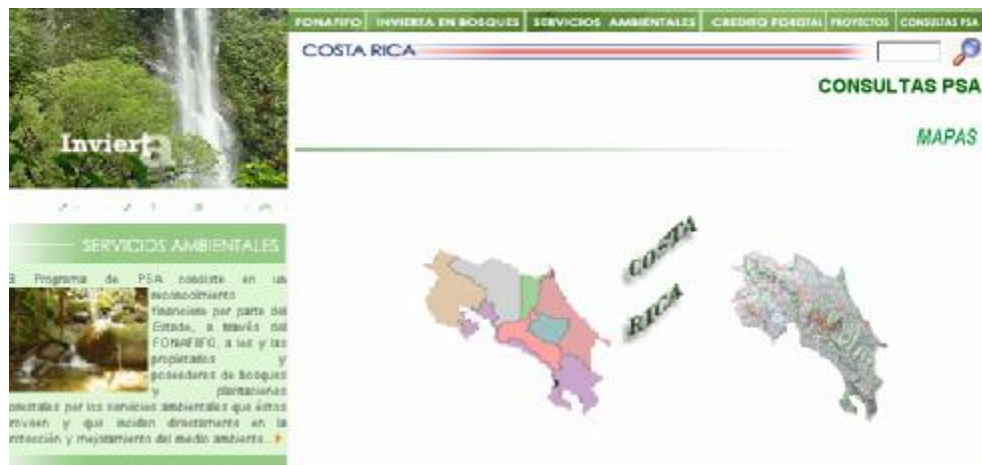 FONAFIFO INVIERTA EN BOSQUES SERVICIOS AMBIENTALES CREDITO FORESTAL PROYECTOS CONSULTAS PSA
COSTA RICA
CONSULTAS PSA
MAPAS
Invierta
COSTA
RICA
SERVICIOS AMBIENTALES
Programa de PSA consiste en un
reconocimiento
financiero por parte del
Estado, a través del
FONAFIFO, a los y las
propietarios y
poseedores de bosques
y plantaciones
forestales por los servicios ambientales que éstos
proveen y que inciden directamente en la
protección y mejoramiento del medio ambiente...